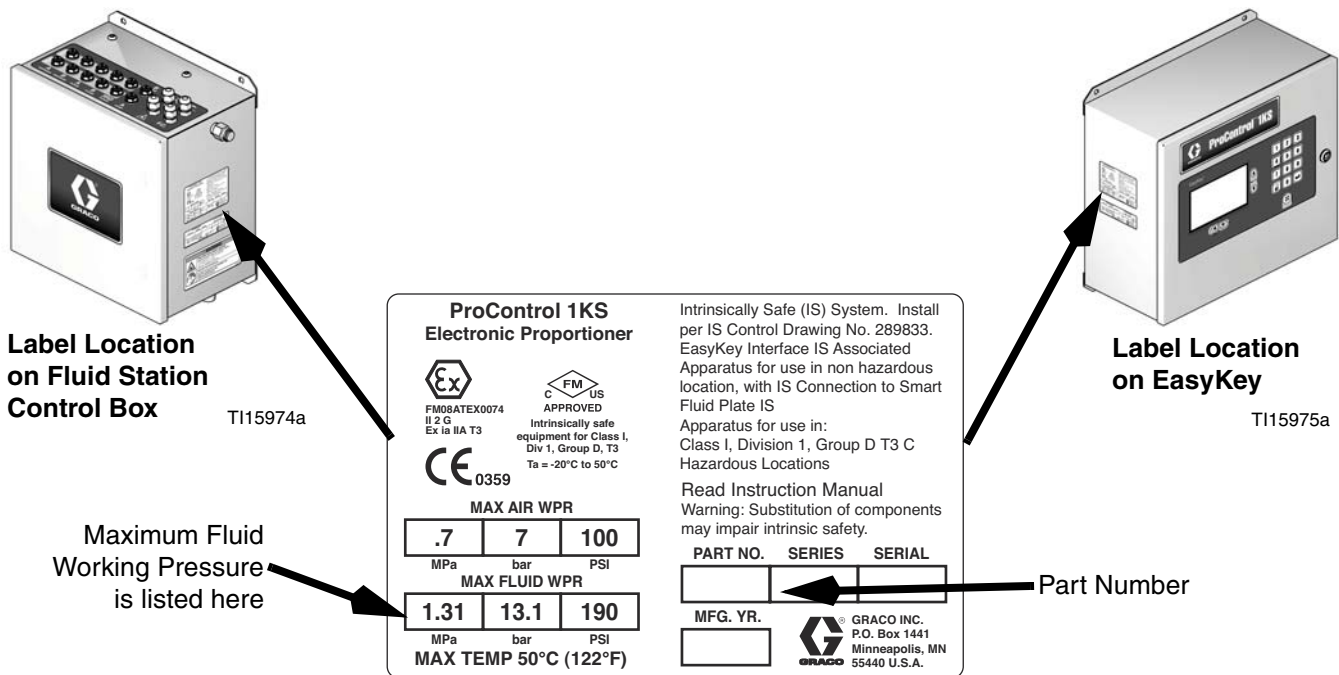 GRACO
ProControl 1KS
Label Location
on Fluid Station
Control Box
TI15974a
Label Location
on EasyKey
TI15975a
ProControl 1KS
Electronic Proportioner
Ex
FM08ATEX0074
II 2 G
Ex ia IIA T3
C FM US
APPROVED
Intrinsically safe
equipment for Class I,
Div 1, Group D, T3
Ta = -20°C to 50°C
CE 0359
MAX AIR WPR
.7 7 100
MPa bar PSI
MAX FLUID WPR
1.31 13.1 190
MPa bar PSI
MAX TEMP 50°C (122°F)
Intrinsically Safe (IS) System. Install
per IS Control Drawing No. 289833.
EasyKey Interface IS Associated
Apparatus for use in non hazardous
location, with IS Connection to Smart
Fluid Plate IS
Apparatus for use in:
Class I, Division 1, Group D T3 C
Hazardous Locations
Read Instruction Manual
Warning: Substitution of components
may impair intrinsic safety.
PART NO. SERIES SERIAL
MFG. YR.
GRACO
®
GRACO INC.
P.O. Box 1441
Minneapolis, MN
55440 U.S.A.
Maximum Fluid
Working Pressure
is listed here
Part Number